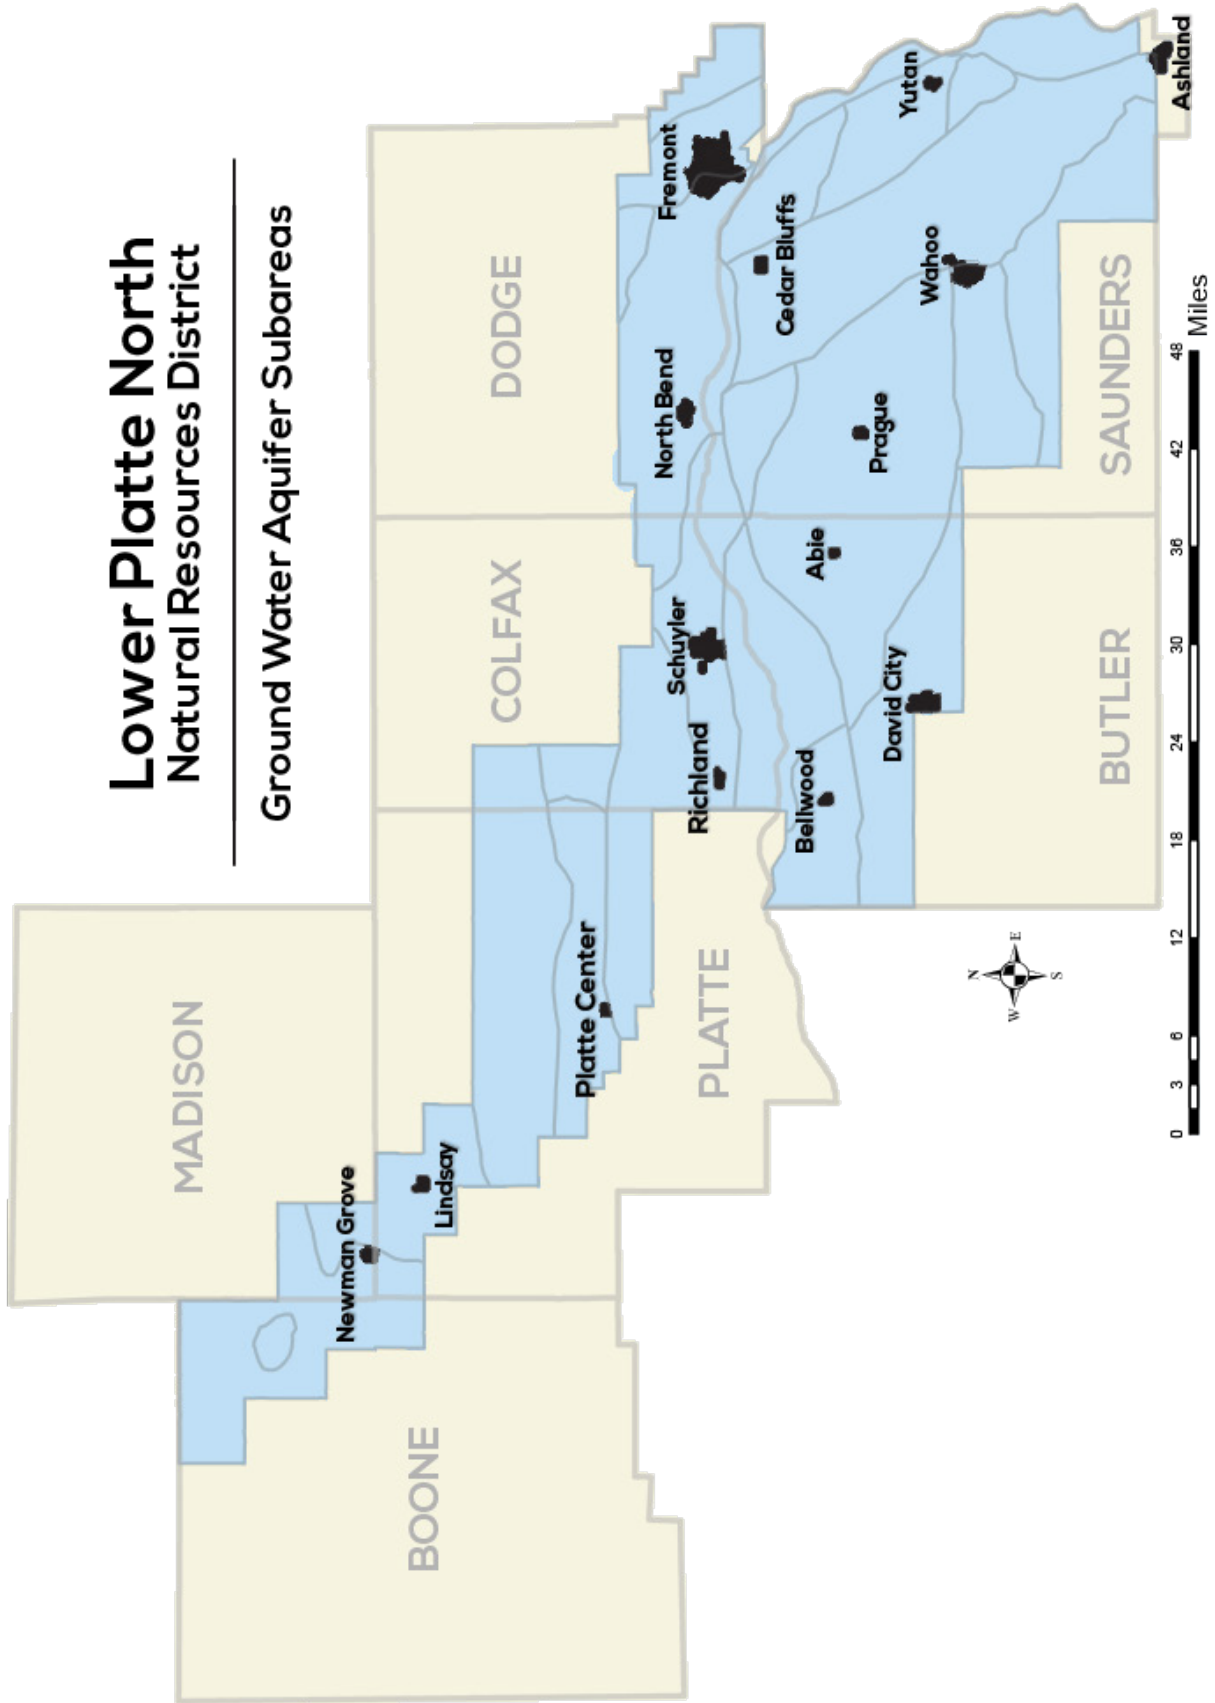 Lower Platte North
Natural Resources District
Ground Water Aquifer Subareas
MADISON
Newman Grove
Lindsay
BOONE
COLFAX
DODGE
Platte Center
PLATTE
Richland
Schuyler
North Bend
Fremont
Bellwood
Abie
Cedar Bluffs
David City
Prague
Wahoo
Yutan
BUTLER
SAUNDERS
Ashland
N
W
E
S
0 3 6 12 18 24 30 36 42 48
Miles